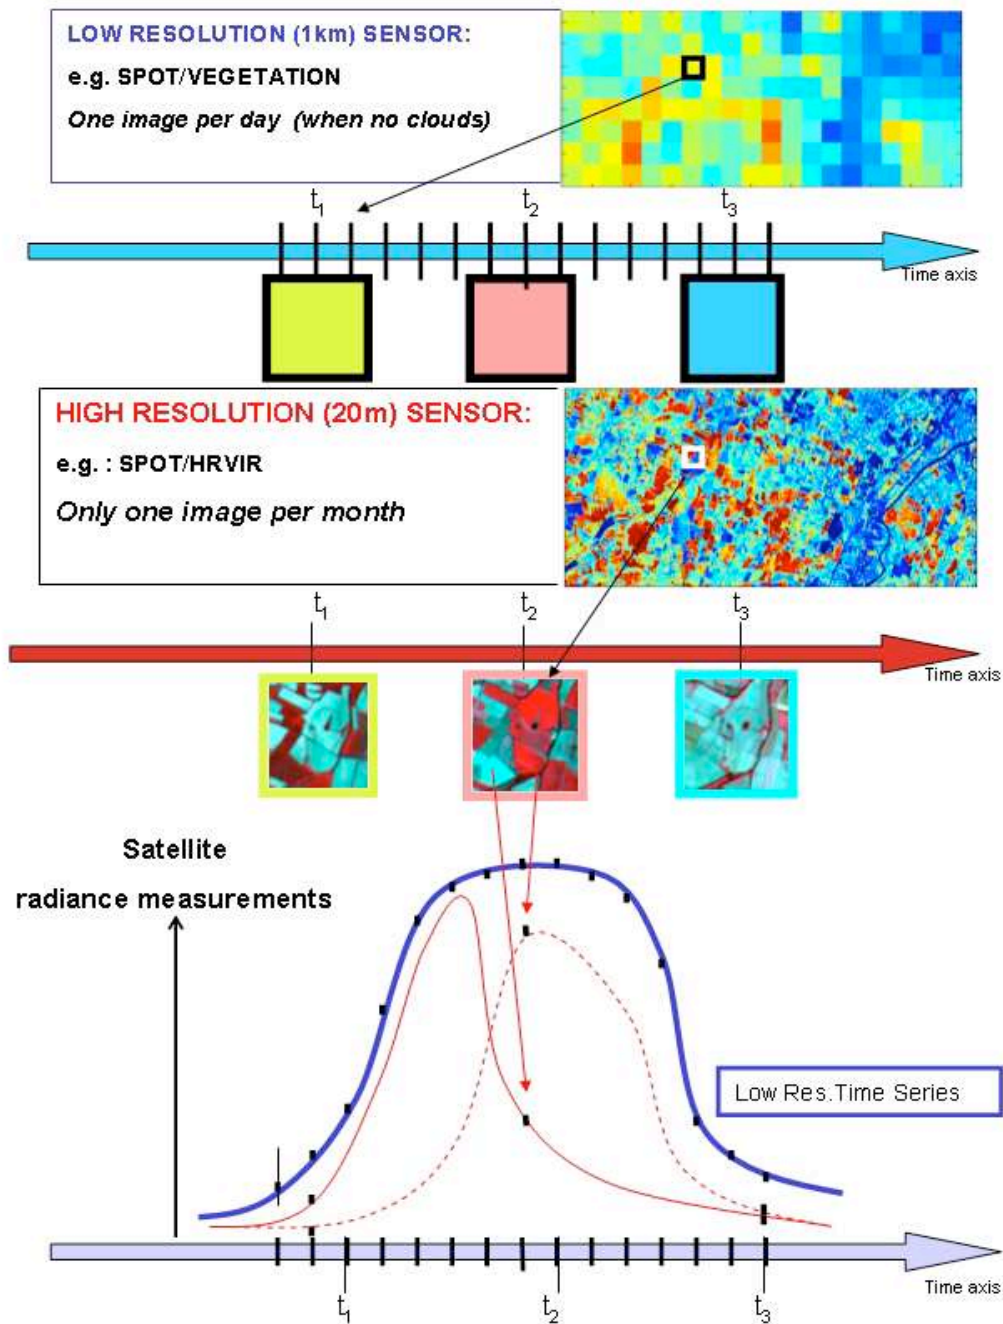 LOW RESOLUTION (1km) SENSOR:
e.g. SPOT/VEGETATION
One image per day (when no clouds)
t1 t2 t3
Time axis
HIGH RESOLUTION (20m) SENSOR:
e.g. : SPOT/HRVIR
Only one image per month
t1 t2 t3
Time axis
Satellite
radiance measurements
Low Res.Time Series
Time axis
t1 t2 t3